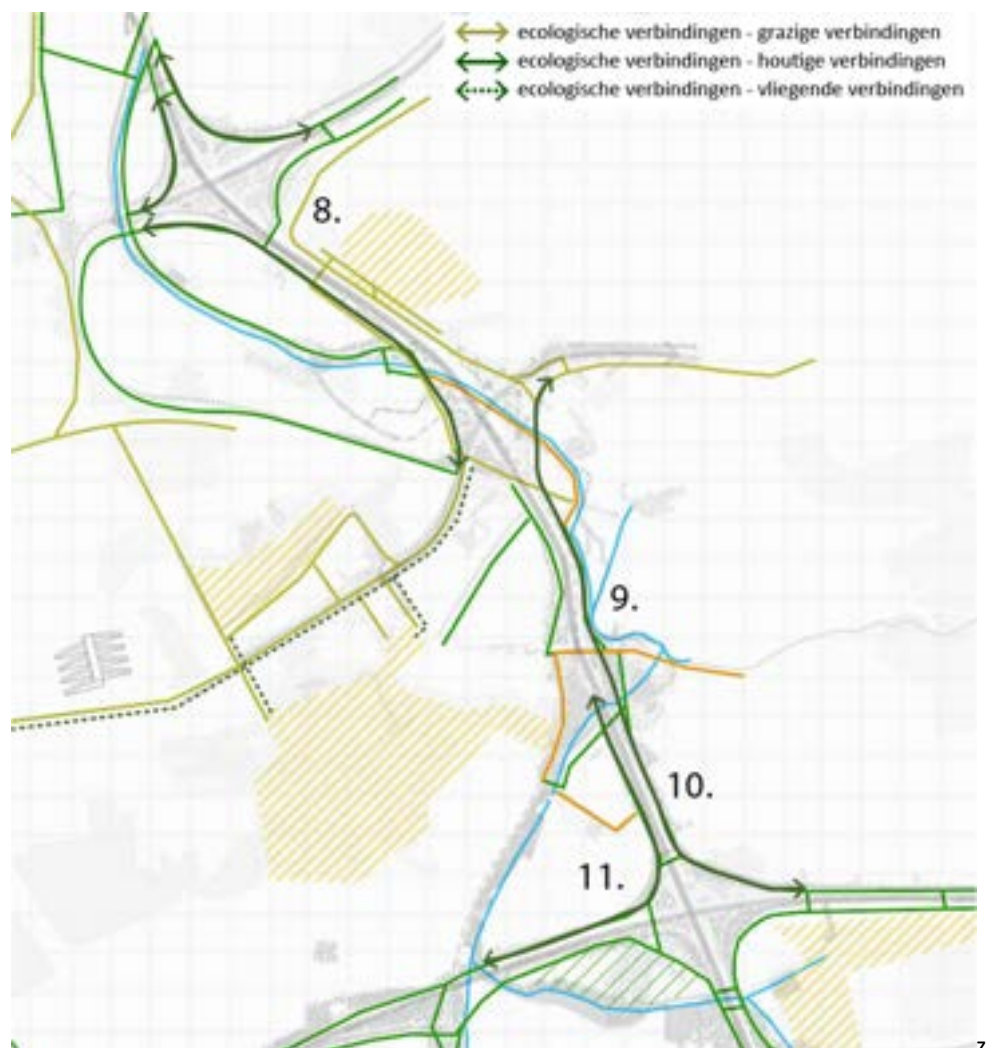 ecologische verbindingen - grazige verbindingen
ecologische verbindingen - houtige verbindingen
ecologische verbindingen - vliegende verbindingen
8.
9.
10.
11.
7